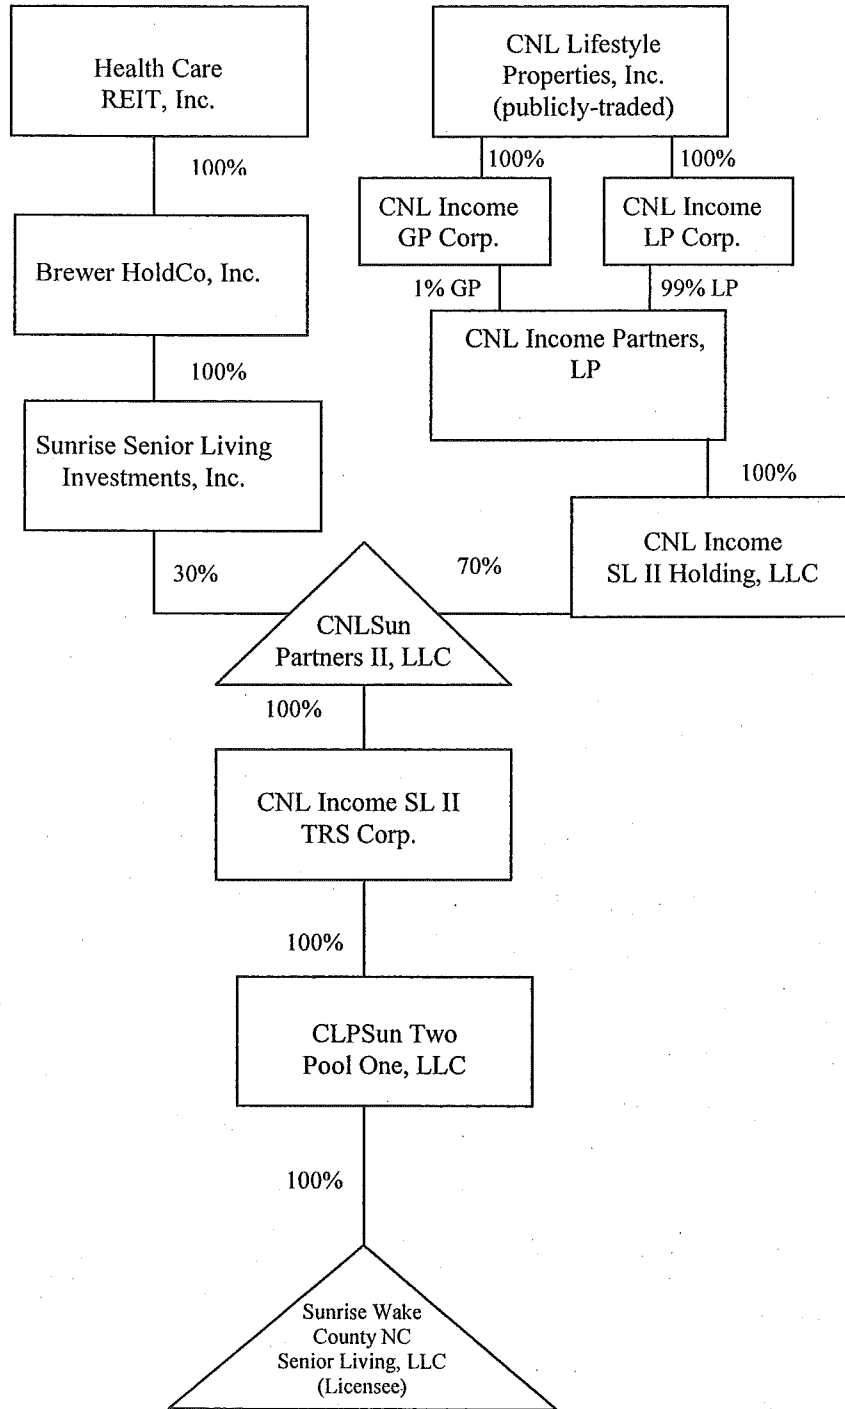 Health Care
REIT, Inc.
CNL Lifestyle
Properties, Inc.
(publicly-traded)
100%
100%
100%
CNL Income
GP Corp.
CNL Income
LP Corp.
Brewer HoldCo, Inc.
1% GP
99% LP
CNL Income Partners,
LP
100%
Sunrise Senior Living
Investments, Inc.
100%
CNL Income
SL II Holding, LLC
30%
70%
CNLSun
Partners II, LLC
100%
CNL Income SL II
TRS Corp.
100%
CLPSun Two
Pool One, LLC
100%
Sunrise Wake
County NC
Senior Living, LLC
(Licensee)